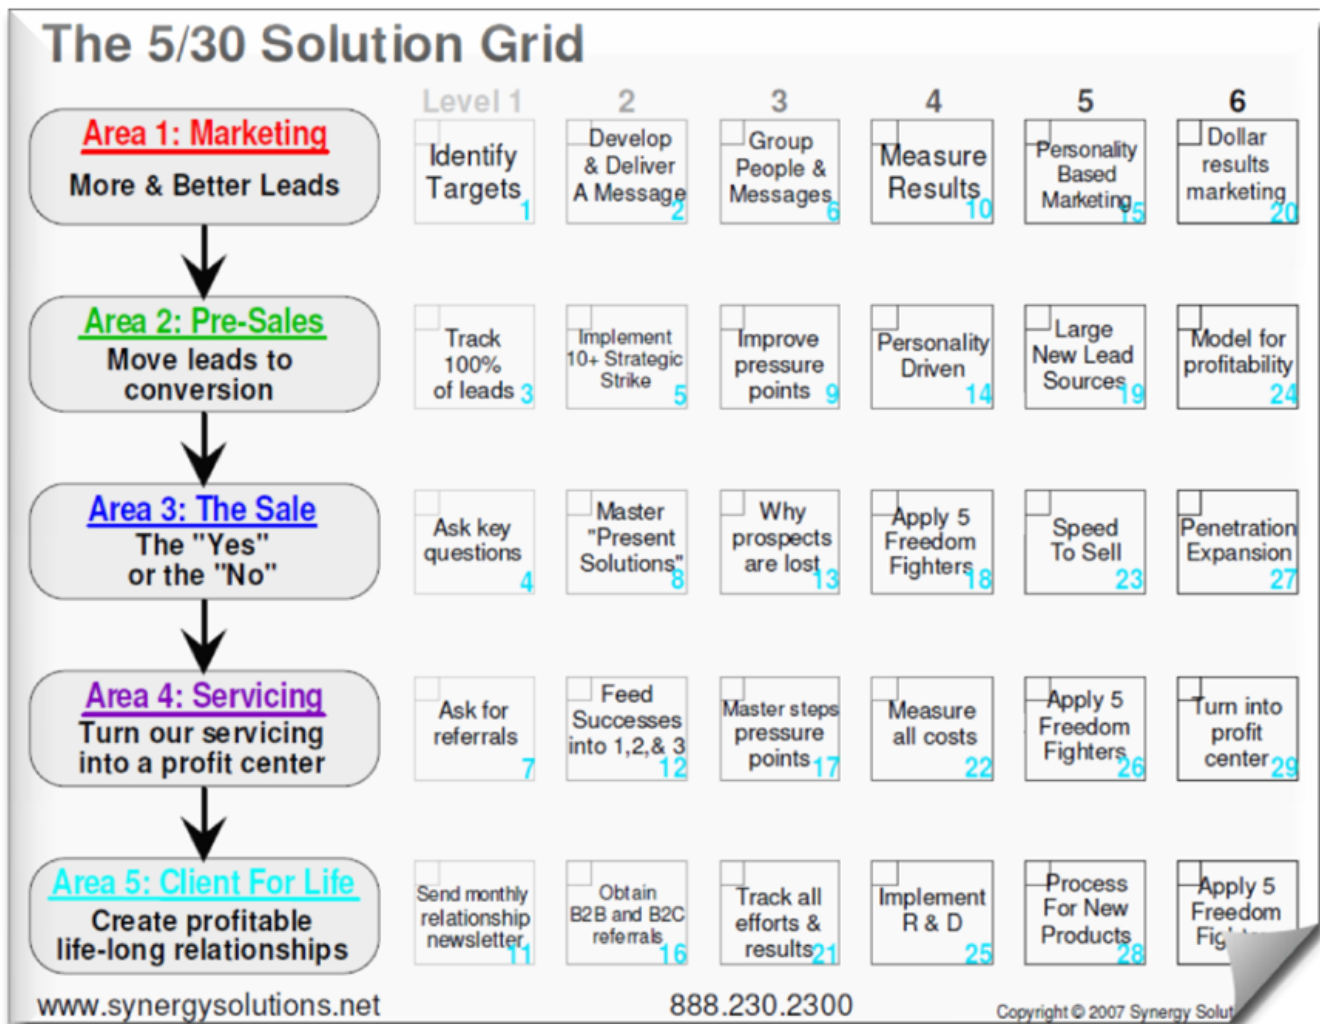 The 5/30 Solution Grid
Level 1 2 3 4 5 6
Area 1: Marketing
More & Better Leads
Identify
Targets
1
Develop
& Deliver
A Message
2
Group
People &
Messages
6
Measure
Results
10
Personality
Based
Marketing
15
Dollar
results
marketing
20
Area 2: Pre-Sales
Move leads to
conversion
Track
100%
of leads 3
Implement
10+ Strategic
Strike
5
Improve
pressure
points 9
Personality
Driven
14
Large
New Lead
Sources
19
Model for
profitability
24
Area 3: The Sale
The "Yes"
or the "No"
Ask key
questions
4
Master
"Present
Solutions"
8
Why
prospects
are lost
13
Apply 5
Freedom
Fighters
18
Speed
To Sell
23
Penetration
Expansion
27
Area 4: Servicing
Turn our servicing
into a profit center
Ask for
referrals
7
Feed
Successes
into 1,2,& 3
12
Master steps
pressure
points 17
Measure
all costs
22
Apply 5
Freedom
Fighters
26
Turn into
profit
center 29
Area 5: Client For Life
Create profitable
life-long relationships
Send monthly
relationship
newsletter
11
Obtain
B2B and B2C
referrals
16
Track all
efforts &
results 21
Implement
R & D
25
Process
For New
Products
28
Apply 5
Freedom
www.synergysolutions.net
888.230.2300
Copyright © 2007 Synergy